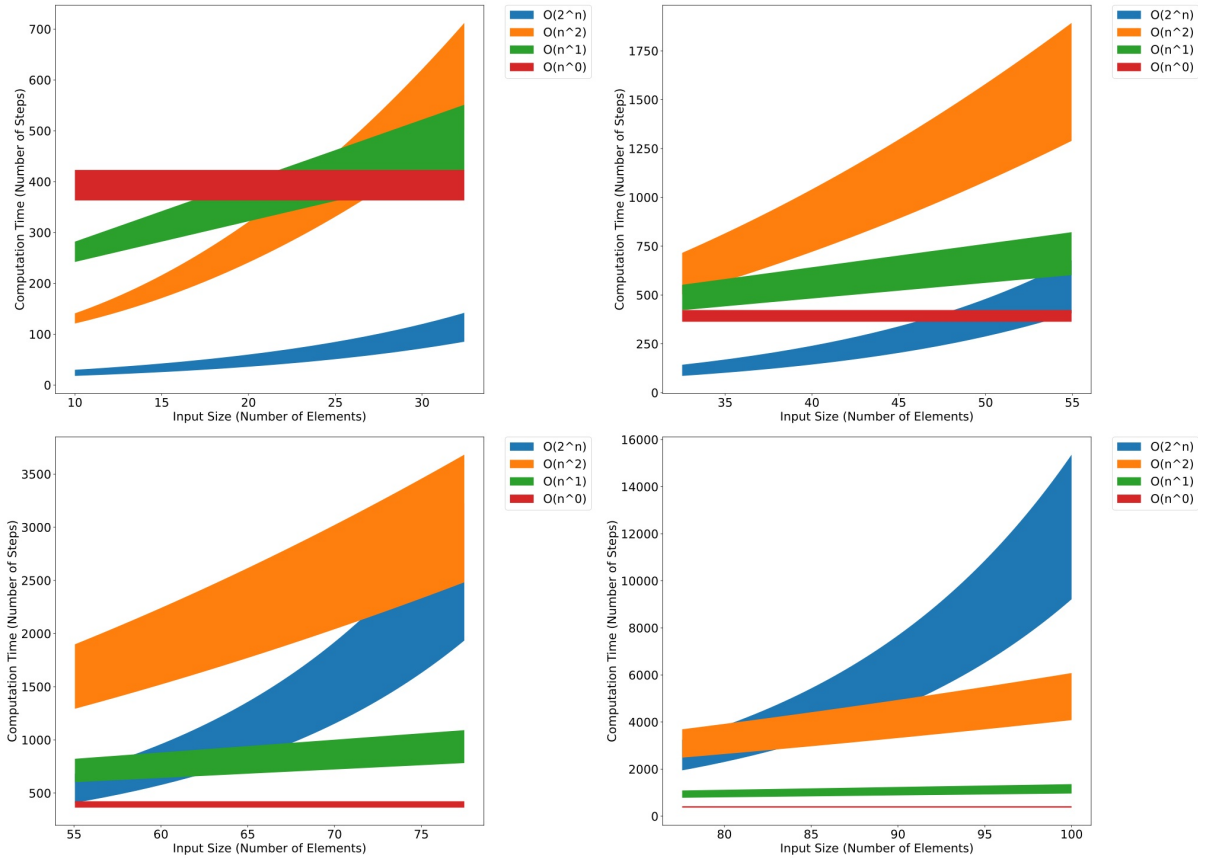 700
600
500
400
300
200
100
0
Computation Time (Number of Steps)
10 15 20 25 30
Input Size (Number of Elements)
O(2^n)
O(n^2)
O(n^1)
O(n^0)
1750
1500
1250
1000
750
500
250
0
Computation Time (Number of Steps)
35 40 45 50 55
Input Size (Number of Elements)
O(2^n)
O(n^2)
O(n^1)
O(n^0)
3500
3000
2500
2000
1500
1000
500
Computation Time (Number of Steps)
55 60 65 70 75
Input Size (Number of Elements)
O(2^n)
O(n^2)
O(n^1)
O(n^0)
16000
14000
12000
10000
8000
6000
4000
2000
0
Computation Time (Number of Steps)
80 85 90 95 100
Input Size (Number of Elements)
O(2^n)
O(n^2)
O(n^1)
O(n^0)